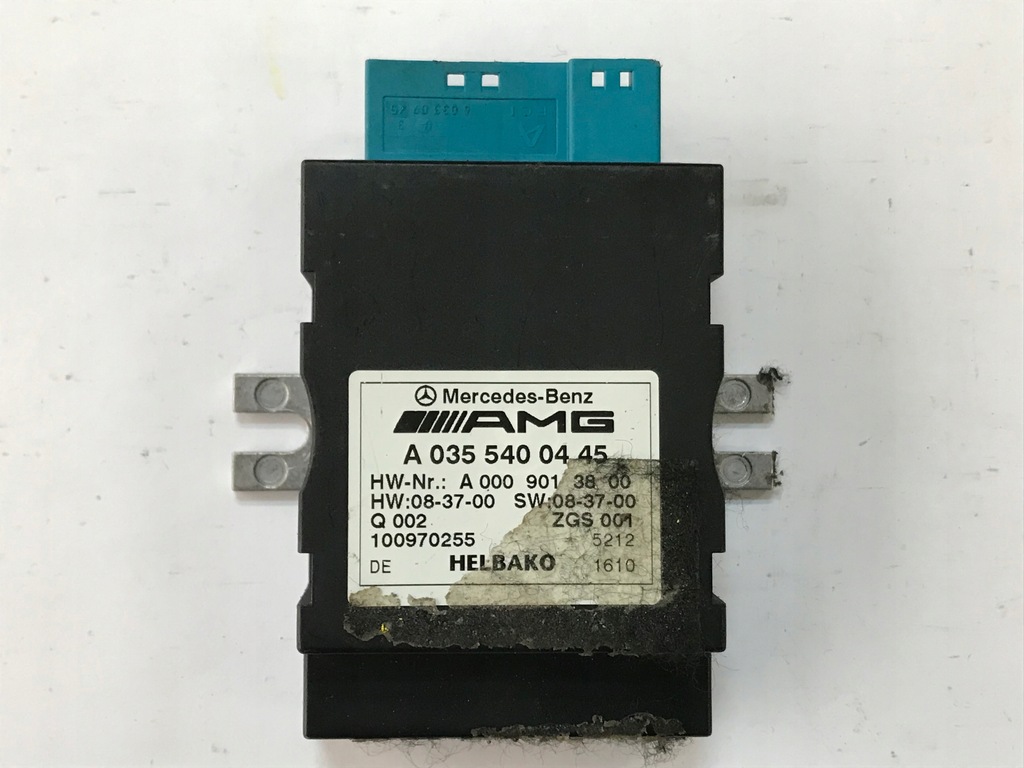 Mercedes-Benz
AMG
A 035 540 04 45
HW-Nr.: A 000 901 38 00
HW:08-37-00 SW:08-37-00
Q 002 ZGS 001
100970255 5212
DE HELBAKO 1610